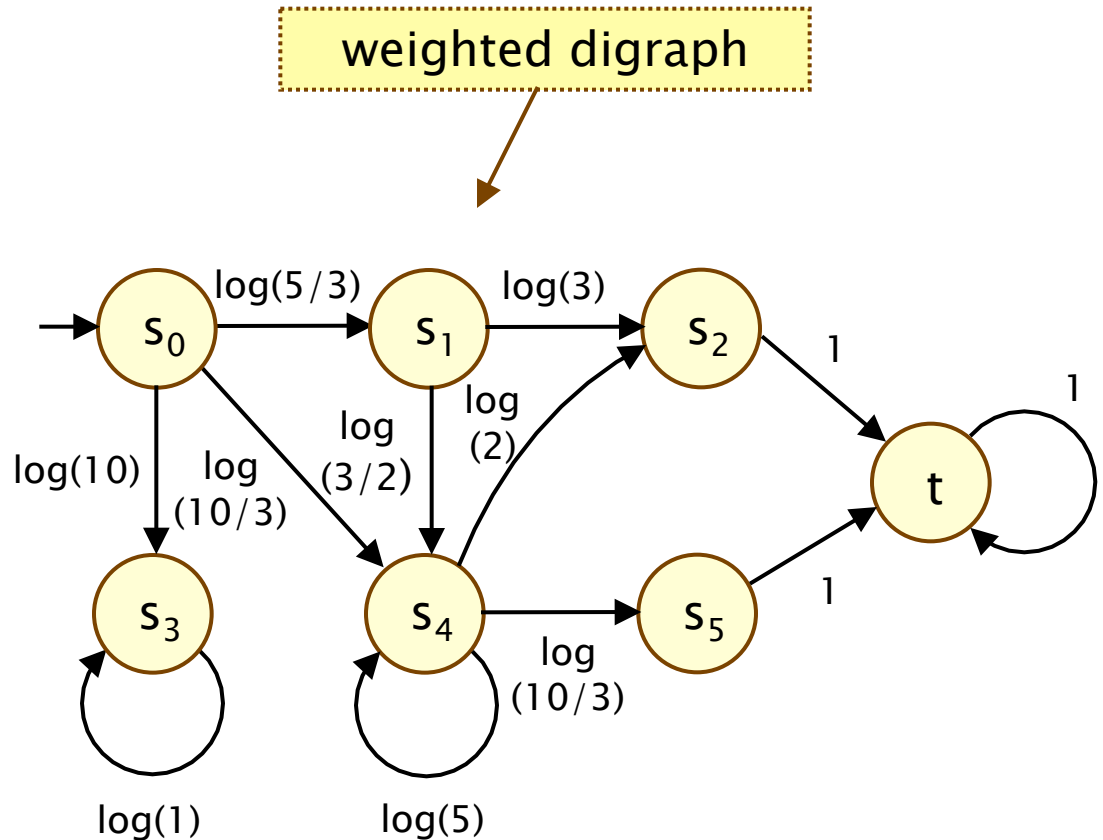 weighted digraph
log(5/3)
log(3)
s₀
s₁
s₂
1
1
log
(2)
log
(3/2)
log(10)
log
(10/3)
t
s₃
s₄
s₅
1
log
(10/3)
log(1)
log(5)